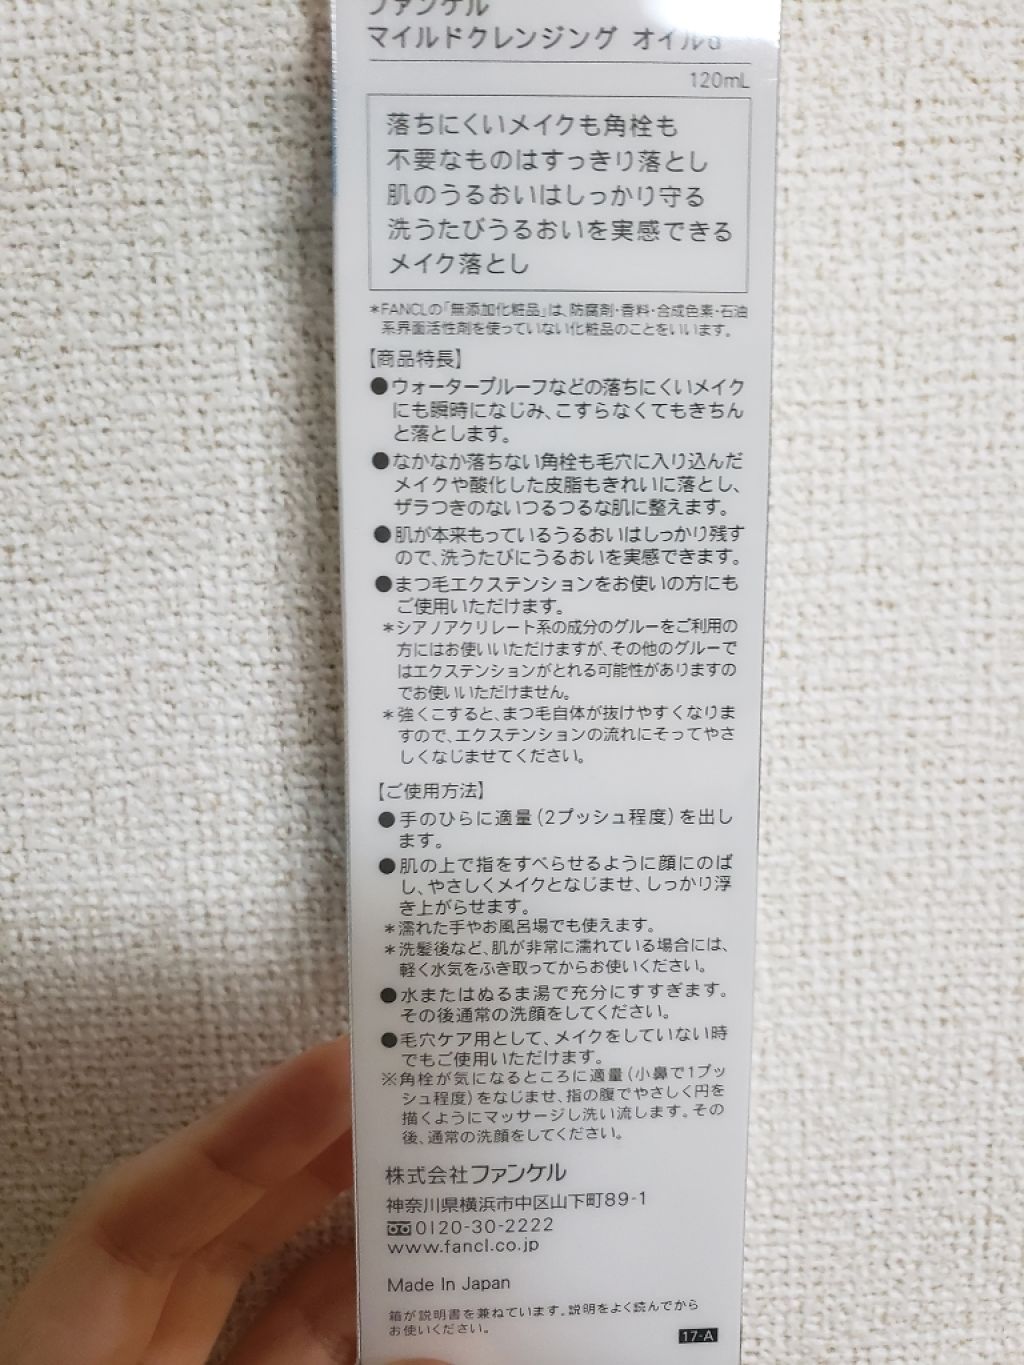 ファンケル
マイルドクレンジング オイルa
120mL
落ちにくいメイクも角栓も
不要なものはすっきり落とし
肌のうるおいはしっかり守る
洗うたびうるおいを実感できる
メイク落とし
＊FANCLの「無添加化粧品」は、防腐剤・香料・合成色素・石油
系界面活性剤を使っていない化粧品のことをいいます。
【商品特長】
●ウォータープルーフなどの落ちにくいメイク
にも瞬時になじみ、こすらなくてもきちん
と落とします。
●なかなか落ちない角栓も毛穴に入り込んだ
メイクや酸化した皮脂もきれいに落とし、
ザラつきのないつるつるな肌に整えます。
●肌が本来もっているうるおいはしっかり残す
ので、洗うたびにうるおいを実感できます。
●まつ毛エクステンションをお使いの方にも
ご使用いただけます。
＊シアノアクリレート系の成分のグルーをご利用の
方にはお使いいただけますが、その他のグルーで
はエクステンションがとれる可能性がありますの
でお使いいただけません。
＊強くこすると、まつ毛自体が抜けやすくなりま
すので、エクステンションの流れにそってやさ
しくなじませてください。
【ご使用方法】
●手のひらに適量（2プッシュ程度）を出し
ます。
●肌の上で指をすべらせるように顔にのば
し、やさしくメイクとなじませ、しっかり浮
き上がらせます。
＊濡れた手やお風呂場でも使えます。
＊洗髪後など、肌が非常に濡れている場合には、
軽く水気をふき取ってからお使いください。
●水またはぬるま湯で充分にすすぎます。
その後通常の洗顔をしてください。
●毛穴ケア用として、メイクをしていない時
でもご使用いただけます。
※角栓が気になるところに適量（小鼻で1プッ
シュ程度）をなじませ、指の腹でやさしく円を
描くようにマッサージし洗い流します。その
後、通常の洗顔をしてください。
株式会社ファンケル
神奈川県横浜市中区山下町89-1
0120-30-2222
www.fancl.co.jp
Made In Japan
箱が説明書を兼ねています。説明をよく読んでから
お使いください。
17-A